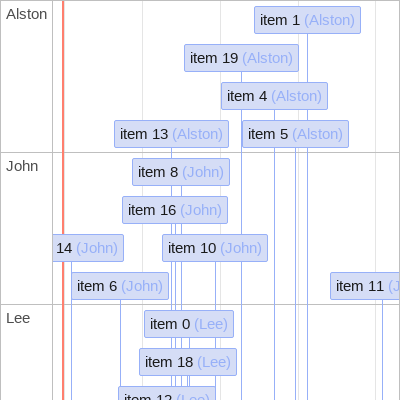 Alston
item 1 (Alston)
item 19 (Alston)
item 4 (Alston)
item 13 (Alston)
item 5 (Alston)
John
item 8 (John)
item 16 (John)
14 (John)
item 10 (John)
item 6 (John)
item 11 (J
Lee
item 0 (Lee)
item 18 (Lee)
item 12 (Lee)